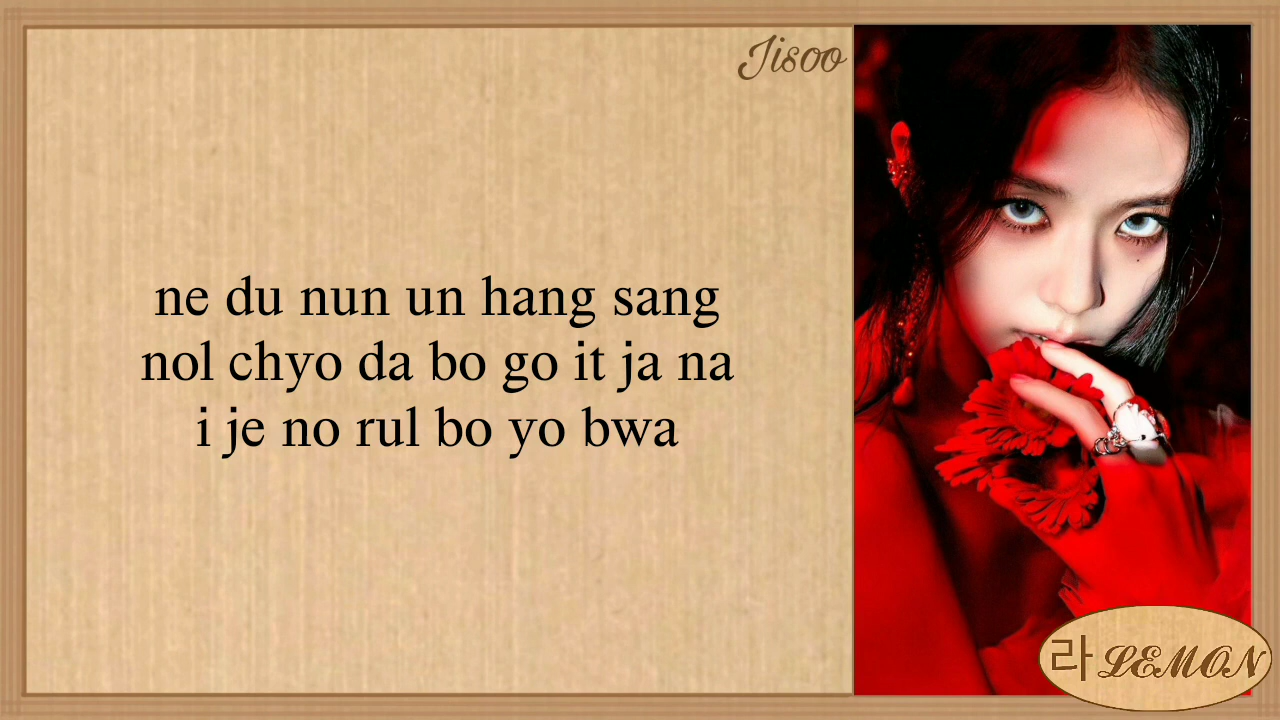 Jisoo
ne du nun un hang sang
nol chyo da bo go it ja na
i je no rul bo yo bwa
라 LEMON